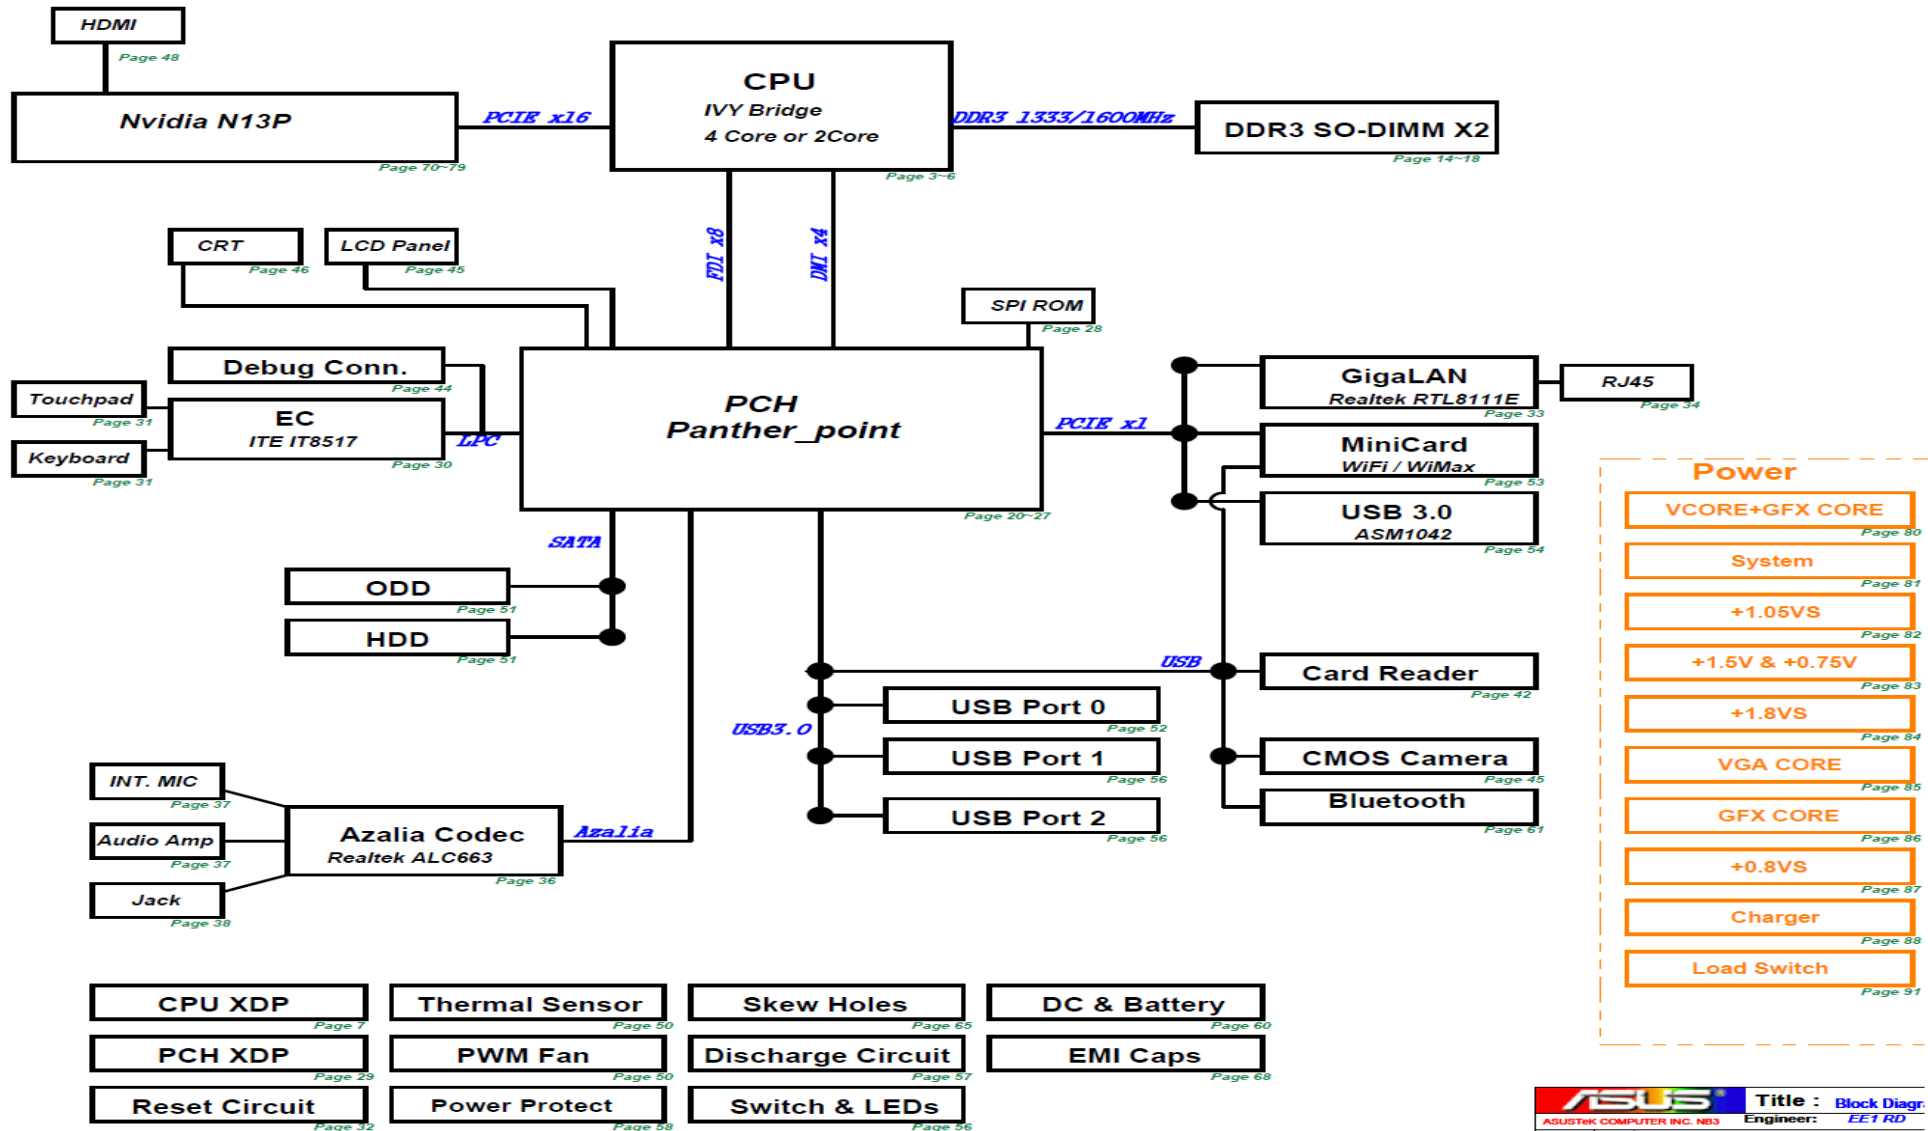 HDMI
Page 48
Nvidia N13P
Page 70~79
PCIE x16
CPU
IVY Bridge
4 Core or 2Core
Page 3~6
DDR3 1333/1600MHz
DDR3 SO-DIMM X2
Page 14~18
CRT
Page 46
LCD Panel
Page 45
FDI x8
DMI x4
SPI ROM
Page 28
Debug Conn.
Page 44
Touchpad
Page 31
EC
ITE IT8517
Page 30
Keyboard
Page 31
LPC
PCH
Panther_point
Page 20~27
PCIE x1
GigaLAN
Realtek RTL8111E
Page 33
RJ45
Page 34
MiniCard
WiFi / WiMax
Page 53
USB 3.0
ASM1042
Page 54
SATA
ODD
Page 51
HDD
Page 51
USB
Card Reader
Page 42
USB3.0
USB Port 0
Page 52
USB Port 1
Page 56
USB Port 2
Page 56
CMOS Camera
Page 45
Bluetooth
Page 61
INT. MIC
Page 37
Audio Amp
Page 37
Jack
Page 38
Azalia Codec
Realtek ALC663
Page 36
Azalia
Power
VCORE+GFX CORE
Page 80
System
Page 81
+1.05VS
Page 82
+1.5V & +0.75V
Page 83
+1.8VS
Page 84
VGA CORE
Page 85
GFX CORE
Page 86
+0.8VS
Page 87
Charger
Page 88
Load Switch
Page 91
CPU XDP
Page 7
Thermal Sensor
Page 50
Skew Holes
Page 65
DC & Battery
Page 60
PCH XDP
Page 29
PWM Fan
Page 50
Discharge Circuit
Page 57
EMI Caps
Page 68
Reset Circuit
Page 32
Power Protect
Page 58
Switch & LEDs
Page 56
ASUS
ASUSTeK COMPUTER INC. NB3
Title : Block Diagr
Engineer: EE1 RD